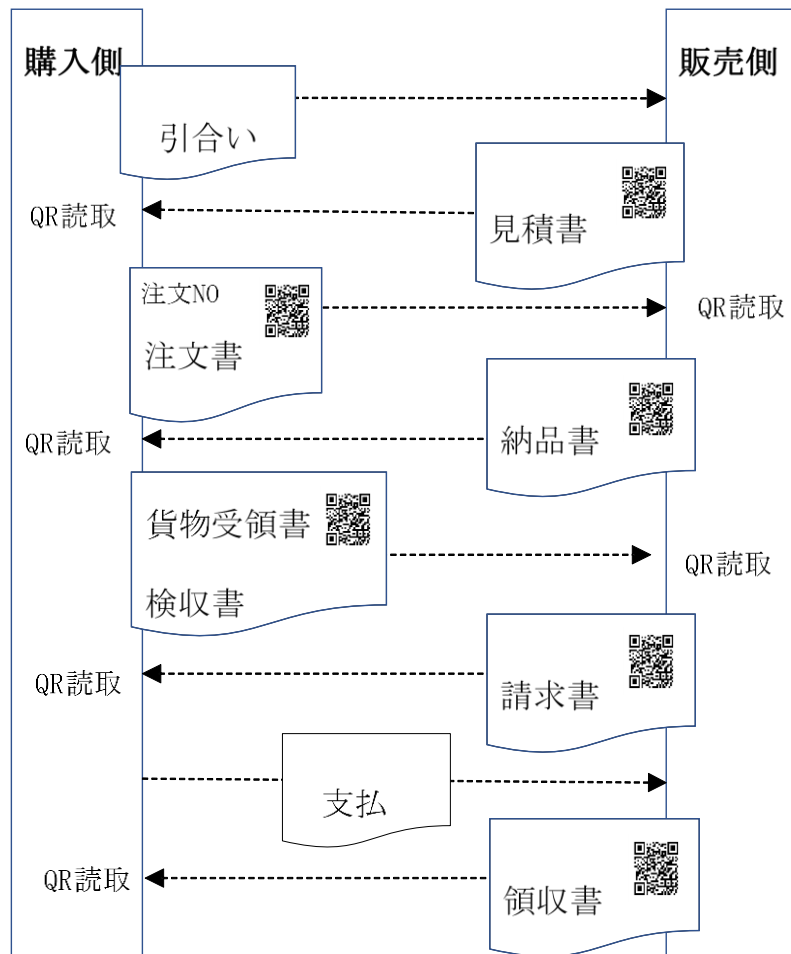 購入側
販売側
引合い
QR読取
見積書
注文NO
注文書
QR読取
QR読取
納品書
貨物受領書
検収書
QR読取
QR読取
請求書
支払
QR読取
領収書